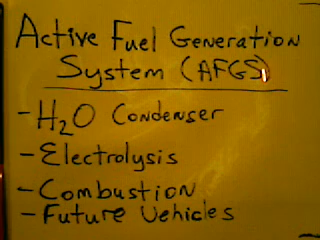 Active Fuel Generation
System (AFGS)
- H₂O Condenser
- Electrolysis
- Combustion
- Future Vehicles